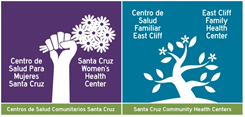 Centro de
Salud Para
Mujeres
Santa Cruz
Santa Cruz
Women's
Health
Center
Centros de Salud Comunitarios Santa Cruz
Centro de
Salud
Familiar
East Cliff
East Cliff
Family
Health
Center
Santa Cruz Community Health Centers